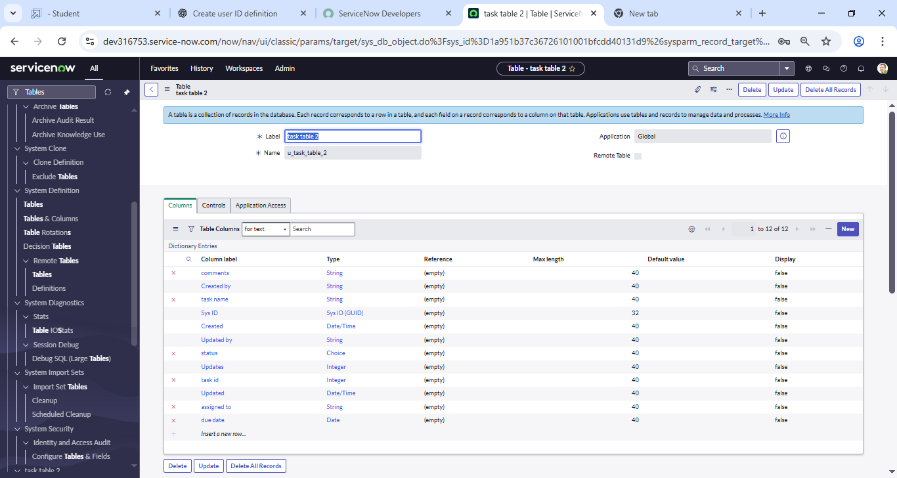 - Student
Create user ID definition
ServiceNow Developers
task table 2 | Table | ServiceN
New tab
dev316753.service-now.com/now/nav/ui/classic/params/target/sys_db_object.do%3Fsys_id%3D1a951b37c36726101001bfcdd40131d9%26sysparm_record_target%...
servicenow All Favorites History Workspaces Admin Table - task table 2 Search
Tables
Archive Tables
Archive Audit Result
Archive Knowledge Use
System Clone
Clone Definition
Exclude Tables
System Definition
Tables
Tables & Columns
Table Rotations
Decision Tables
Remote Tables
Tables
Definitions
System Diagnostics
Stats
Table IOStats
Session Debug
Debug SQL (Large Tables)
System Import Sets
Import Set Tables
Cleanup
Scheduled Cleanup
System Security
Identity and Access Audit
Configure Tables & Fields
task table 2
Table
task table 2
Delete Update Delete All Records
A table is a collection of records in the database. Each record corresponds to a row in a table, and each field on a record corresponds to a column on that table. Applications use tables and records to manage data and processes. More Info
Label task table 2 Application Global
Name u_task_table_2 Remote Table
Columns Controls Application Access
Table Columns for text Search 1 to 12 of 12 New
Dictionary Entries
Column label Type Reference Max length Default value Display
comments String (empty) 40 false
Created by String (empty) 40 false
task name String (empty) 40 false
Sys ID Sys ID (GUID) (empty) 32 false
Created Date/Time (empty) 40 false
Updated by String (empty) 40 false
status Choice (empty) 40 false
Updates Integer (empty) 40 false
task id Integer (empty) 40 false
Updated Date/Time (empty) 40 false
assigned to String (empty) 40 false
due date Date (empty) 40 false
Insert a new row...
Delete Update Delete All Records